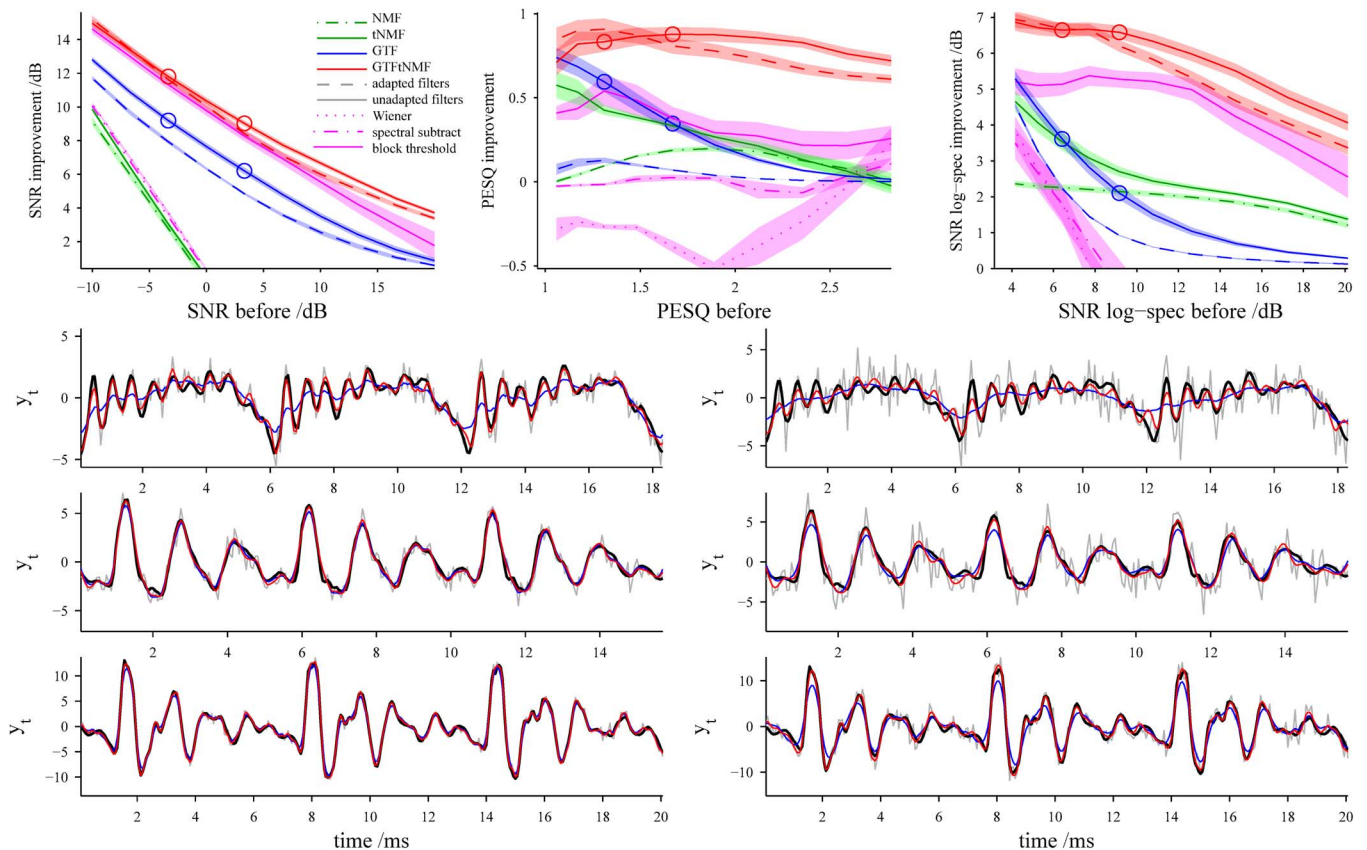 NMF
tNMF
GTF
GTFtNMF
adapted filters
unadapted filters
Wiener
spectral subtract
block threshold
SNR improvement /dB
14
12
10
8
6
4
2
−10 −5 0 5 10 15
SNR before /dB
PESQ improvement
1
0.5
0
−0.5
1 1.5 2 2.5
PESQ before
SNR log−spec improvement /dB
7
6
5
4
3
2
1
0
4 6 8 10 12 14 16 18 20
SNR log−spec before /dB
y_t
5
0
−5
2 4 6 8 10 12 14 16 18
y_t
5
0
−5
2 4 6 8 10 12 14 16 18
y_t
5
0
−5
2 4 6 8 10 12 14
y_t
5
0
−5
2 4 6 8 10 12 14
y_t
10
5
0
−5
−10
2 4 6 8 10 12 14 16 18 20
time /ms
y_t
10
0
−10
2 4 6 8 10 12 14 16 18 20
time /ms